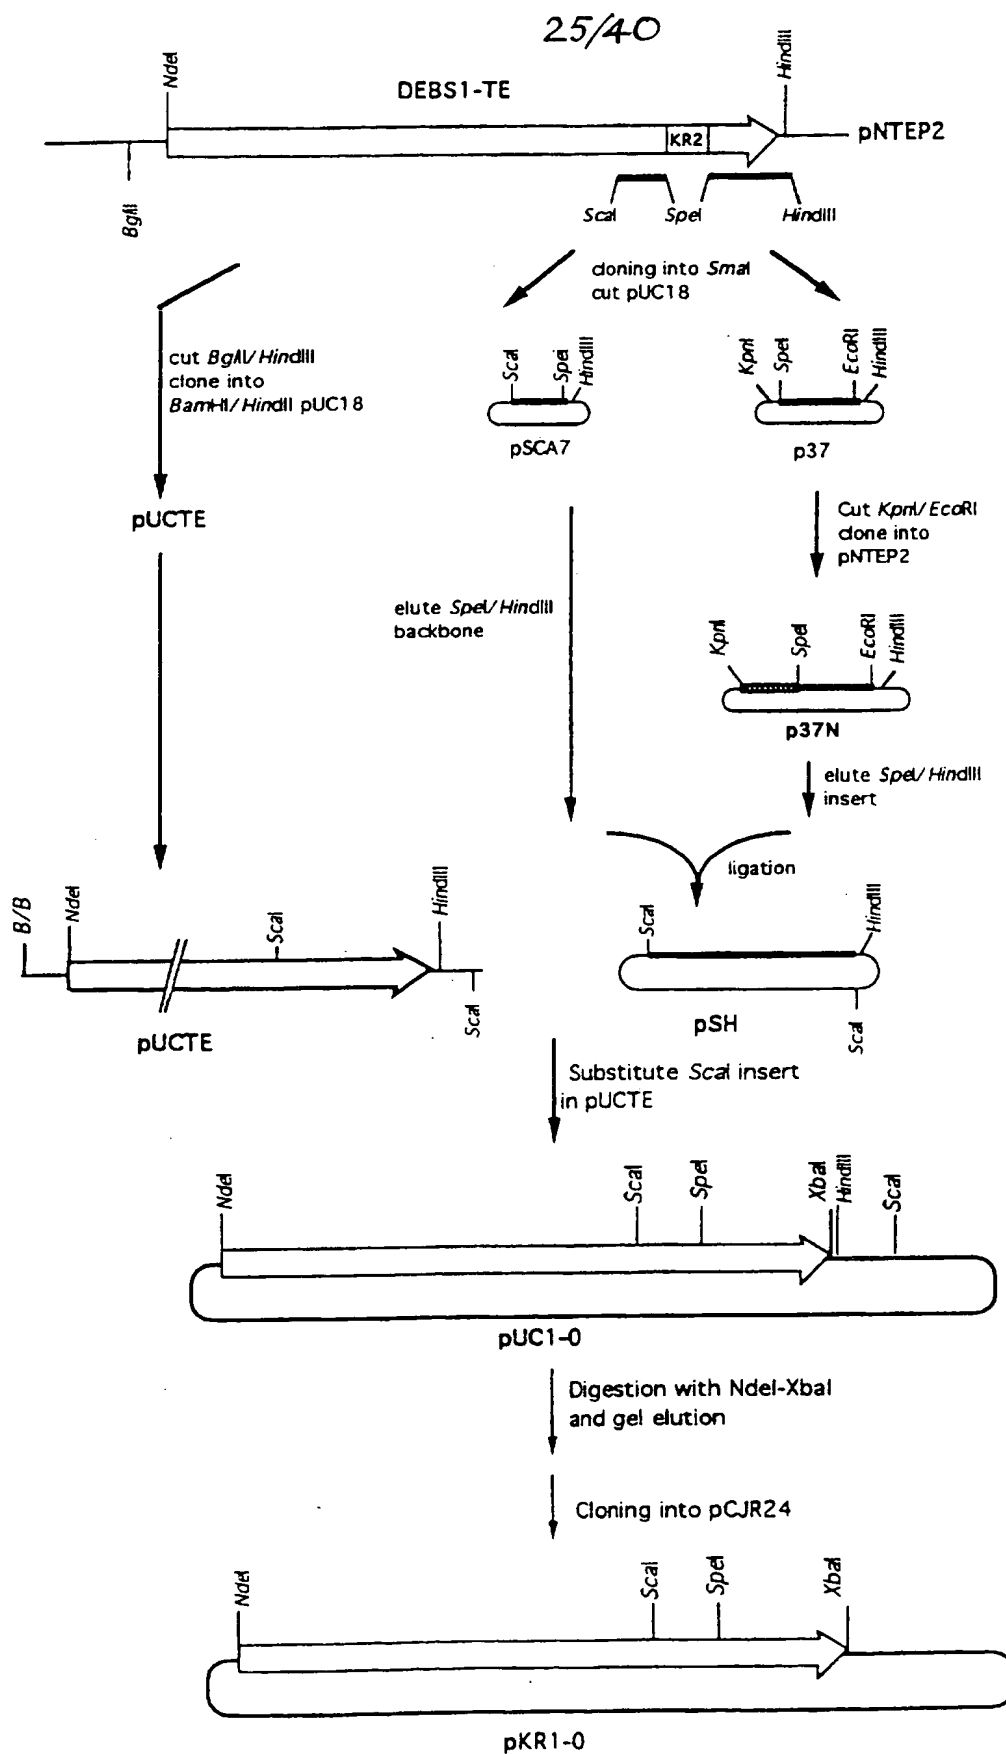 25/40
NdeI
DEBS1-TE
HindIII
KR2
pNTEP2
BglII
ScaI
SpeI
HindIII
cloning into SmaI
cut pUC18
cut BglII/HindIII
clone into
BamHI/HindII pUC18
ScaI
SpeI
HindIII
pSCA7
KpnI
SpeI
EcoRI
HindIII
p37
pUCTE
Cut KpnI/EcoRI
clone into
pNTEP2
elute SpeI/HindIII
backbone
KpnI
SpeI
EcoRI
HindIII
p37N
elute SpeI/HindIII
insert
ligation
B/B
NdeI
ScaI
HindIII
ScaI
pUCTE
ScaI
HindIII
pSH
ScaI
Substitute ScaI insert
in pUCTE
NdeI
ScaI
SpeI
XbaI
HindIII
ScaI
pUC1-0
Digestion with NdeI-XbaI
and gel elution
Cloning into pCJR24
NdeI
ScaI
SpeI
XbaI
pKR1-0